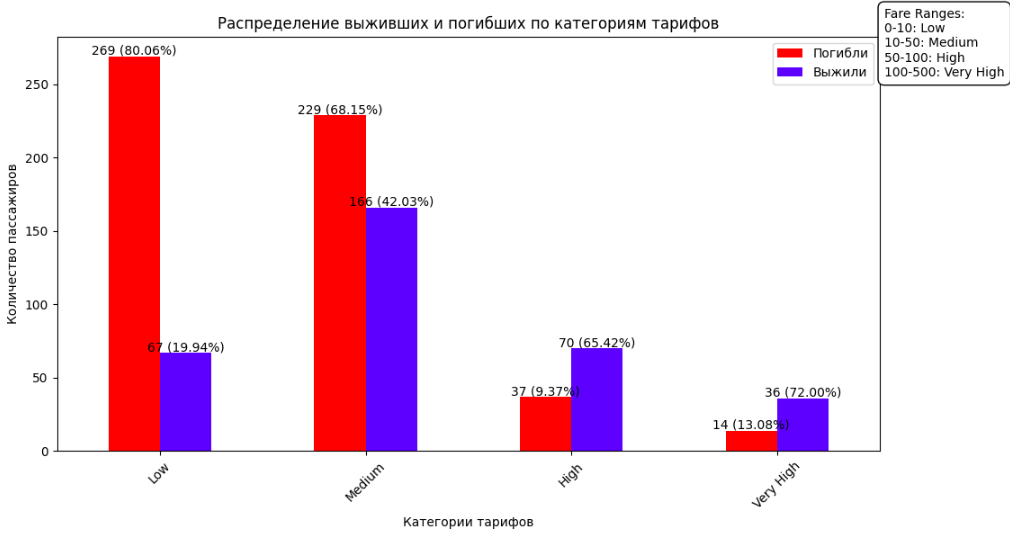 Распределение выживших и погибших по категориям тарифов
Fare Ranges:
0-10: Low
10-50: Medium
50-100: High
100-500: Very High
Погибли
Выжили
Количество пассажиров
250
200
150
100
50
0
269 (80.06%)
67 (19.94%)
229 (68.15%)
166 (42.03%)
37 (9.37%)
70 (65.42%)
14 (13.08%)
36 (72.00%)
Low
Medium
High
Very High
Категории тарифов